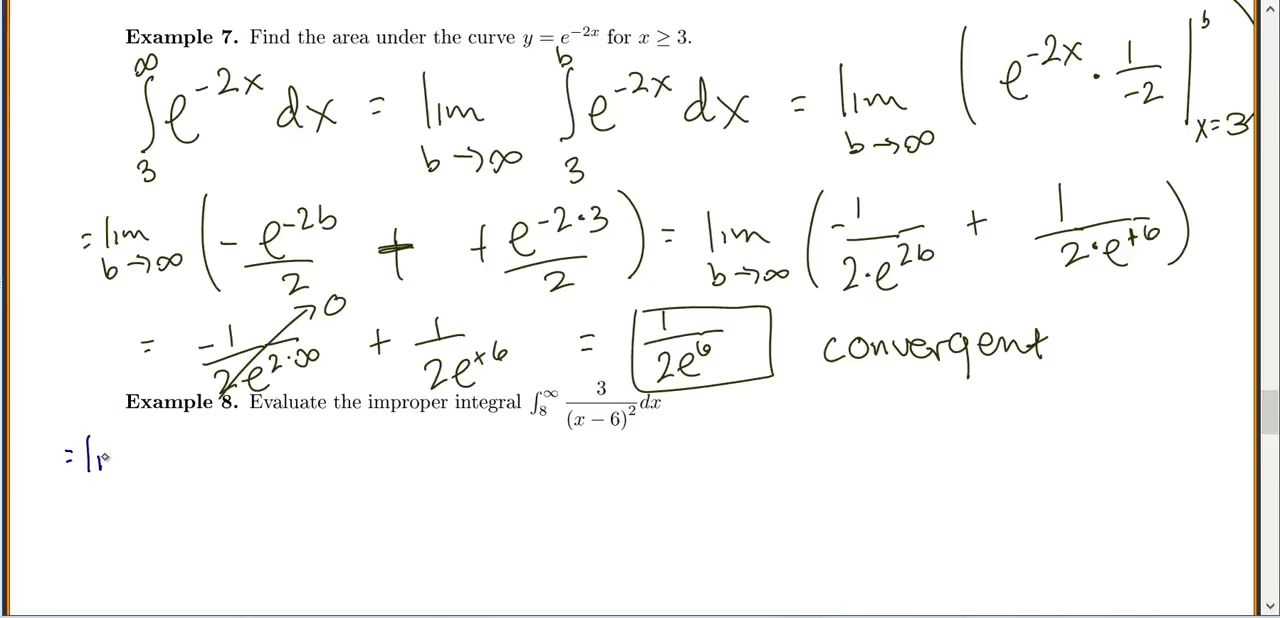 Example 7. Find the area under the curve y = e^{-2x} for x ≥ 3.
∫_3^∞ e^{-2x} dx = lim_{b→∞} ∫_3^b e^{-2x} dx = lim_{b→∞} ( e^{-2x} · 1/-2 |_{x=3}^b
= lim_{b→∞} ( - e^{-2b}/2 + + e^{-2·3}/2 ) = lim_{b→∞} ( -1/(2·e^{2b}) + 1/(2·e^{+6}) )
= -1/(2e^{2·∞}) → 0 + 1/(2e^{+6}) = 1/(2e^6) convergent
Example 8. Evaluate the improper integral ∫_8^∞ 3/(x − 6)^2 dx
=